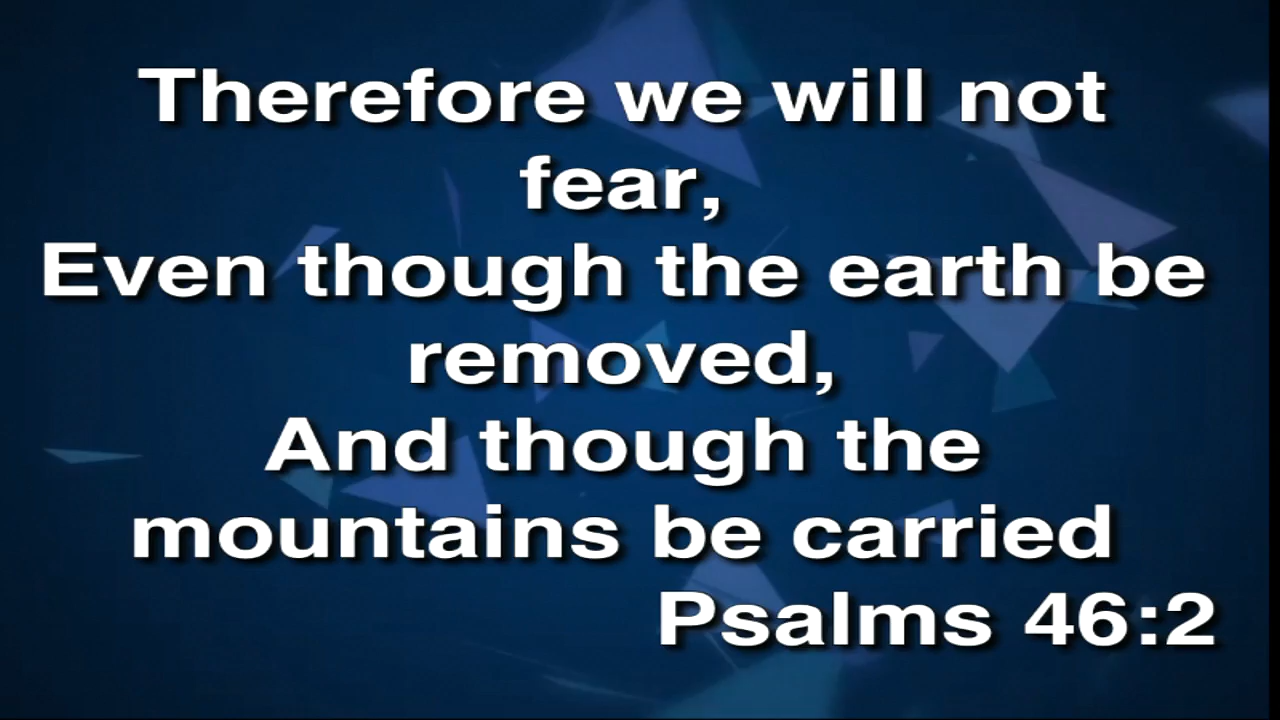 Therefore we will not
fear,
Even though the earth be
removed,
And though the
mountains be carried
Psalms 46:2